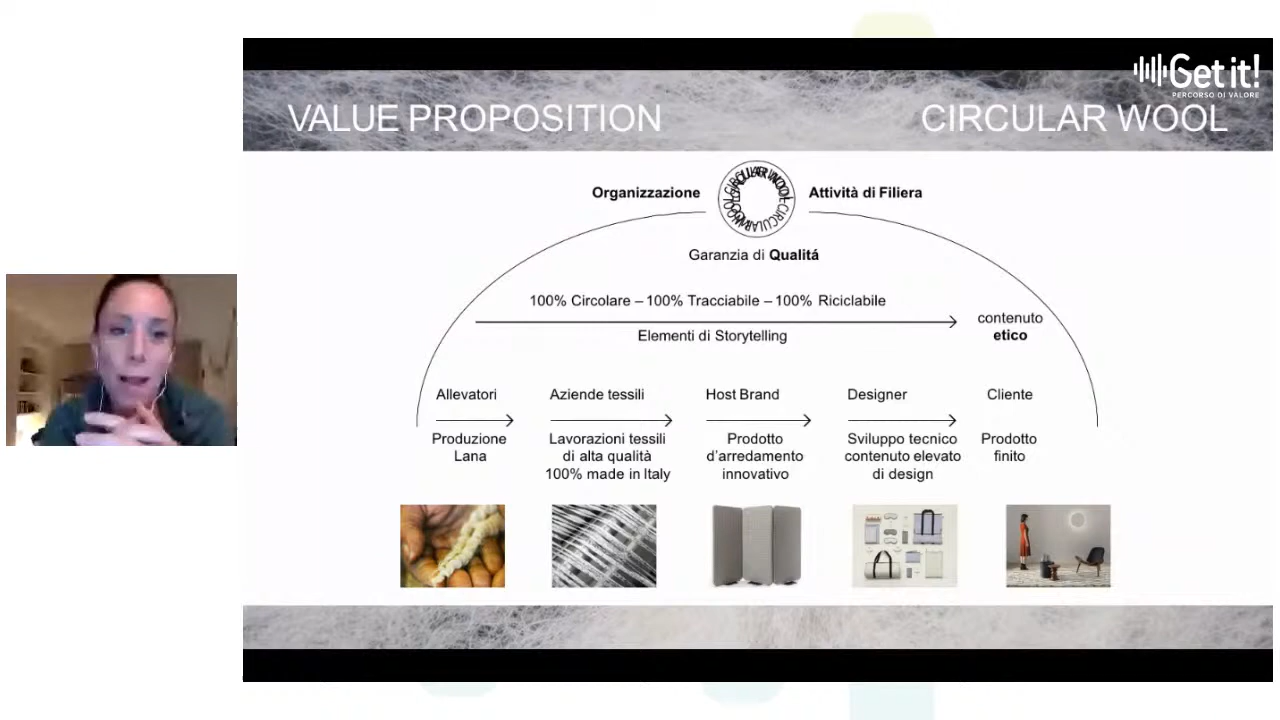 Get it!
PERCORSO DI VALORE
VALUE PROPOSITION
CIRCULAR WOOL
Organizzazione
CIRCULAR WOOL
Attività di Filiera
Garanzia di Qualitá
100% Circolare – 100% Tracciabile – 100% Riciclabile
Elementi di Storytelling
contenuto
etico
Allevatori
Aziende tessili
Host Brand
Designer
Cliente
Produzione
Lana
Lavorazioni tessili
di alta qualità
100% made in Italy
Prodotto
d'arredamento
innovativo
Sviluppo tecnico
contenuto elevato
di design
Prodotto
finito